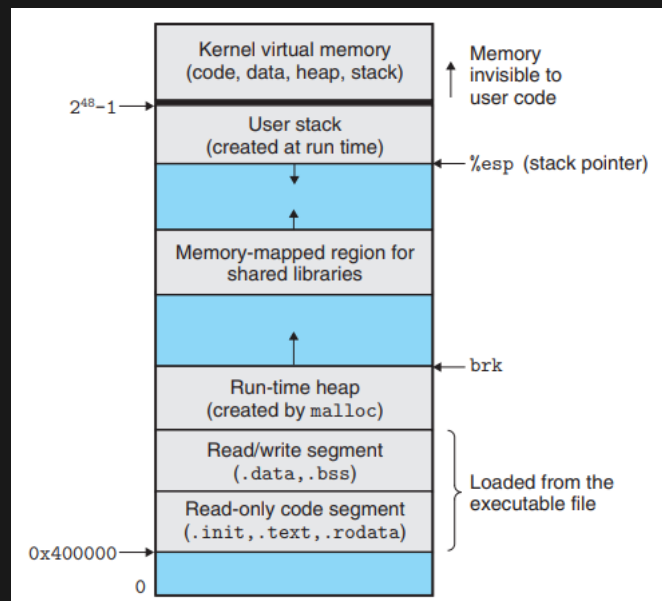 Kernel virtual memory
(code, data, heap, stack)
Memory
invisible to
user code
2⁴⁸-1
User stack
(created at run time)
%esp (stack pointer)
Memory-mapped region for
shared libraries
brk
Run-time heap
(created by malloc)
Read/write segment
(.data,.bss)
Loaded from the
executable file
Read-only code segment
(.init,.text,.rodata)
0x400000
0